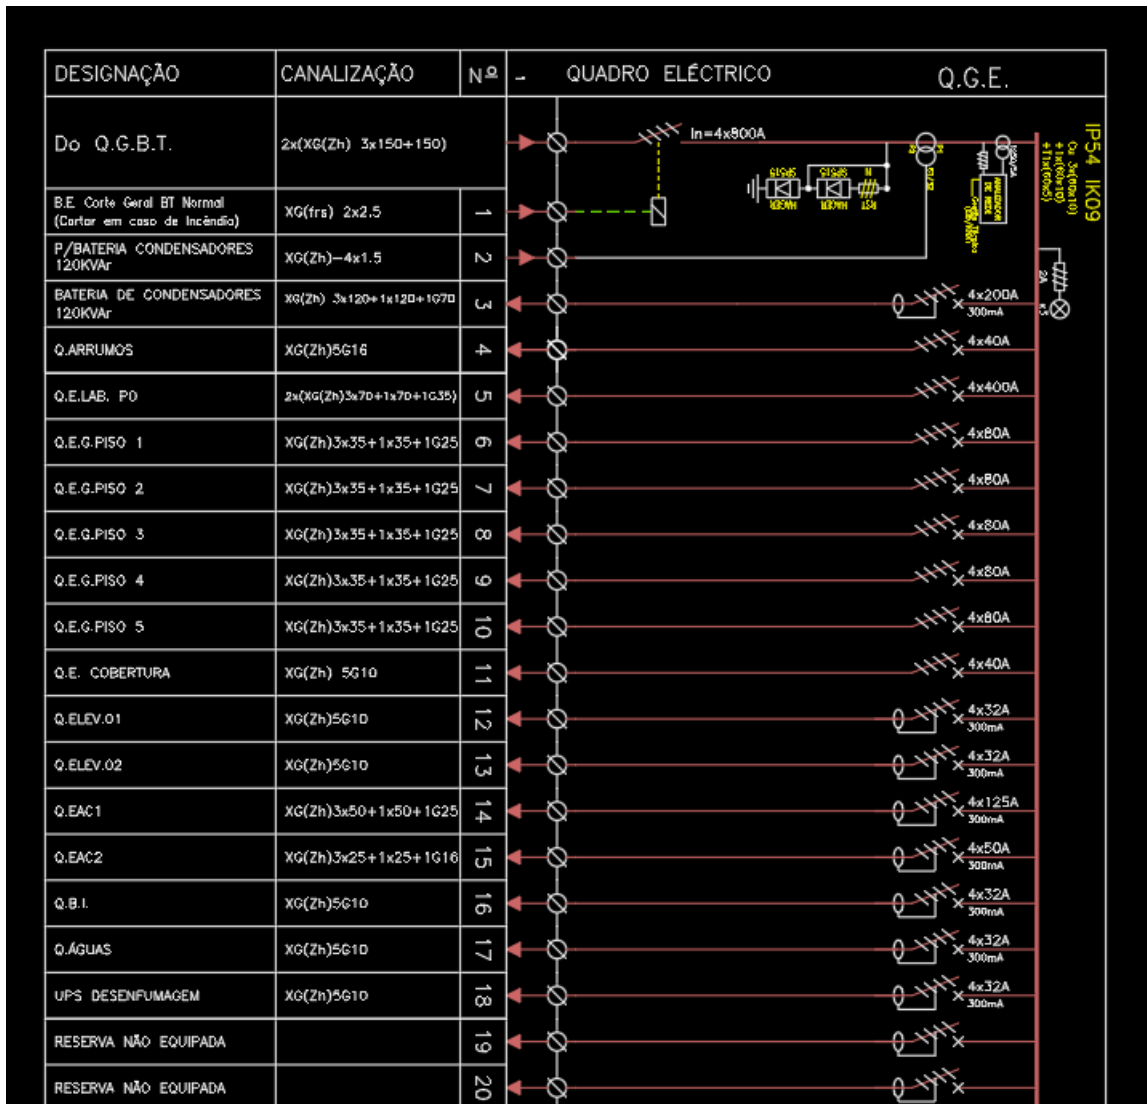 DESIGNAÇÃO CANALIZAÇÃO Nº - QUADRO ELÉCTRICO Q.G.E.
Do Q.G.B.T. 2x(XG(Zh) 3x150+150) In=4x800A
IP54 IK09
B.E. Corte Geral BT Normal
(Cortar em caso de Incêndio) XG(frs) 2x2.5 1
P/BATERIA CONDENSADORES
120KVAr XG(Zh)-4x1.5 2
BATERIA DE CONDENSADORES
120KVAr XG(Zh) 3x120+1x120+1G70 3 4x200A
300mA
2A
Q.ARRUMOS XG(Zh)5G16 4 4x40A
Q.E.LAB. P0 2x(XG(Zh)3x70+1x70+1G35) 5 4x400A
Q.E.G.PISO 1 XG(Zh)3x35+1x35+1G25 6 4x80A
Q.E.G.PISO 2 XG(Zh)3x35+1x35+1G25 7 4x80A
Q.E.G.PISO 3 XG(Zh)3x35+1x35+1G25 8 4x80A
Q.E.G.PISO 4 XG(Zh)3x35+1x35+1G25 9 4x80A
Q.E.G.PISO 5 XG(Zh)3x35+1x35+1G25 10 4x80A
Q.E. COBERTURA XG(Zh) 5G10 11 4x40A
Q.ELEV.01 XG(Zh)5G10 12 4x32A
300mA
Q.ELEV.02 XG(Zh)5G10 13 4x32A
300mA
Q.EAC1 XG(Zh)3x50+1x50+1G25 14 4x125A
300mA
Q.EAC2 XG(Zh)3x25+1x25+1G16 15 4x50A
300mA
Q.B.I. XG(Zh)5G10 16 4x32A
300mA
Q.ÁGUAS XG(Zh)5G10 17 4x32A
300mA
UPS DESENFUMAGEM XG(Zh)5G10 18 4x32A
300mA
RESERVA NÃO EQUIPADA 19
RESERVA NÃO EQUIPADA 20